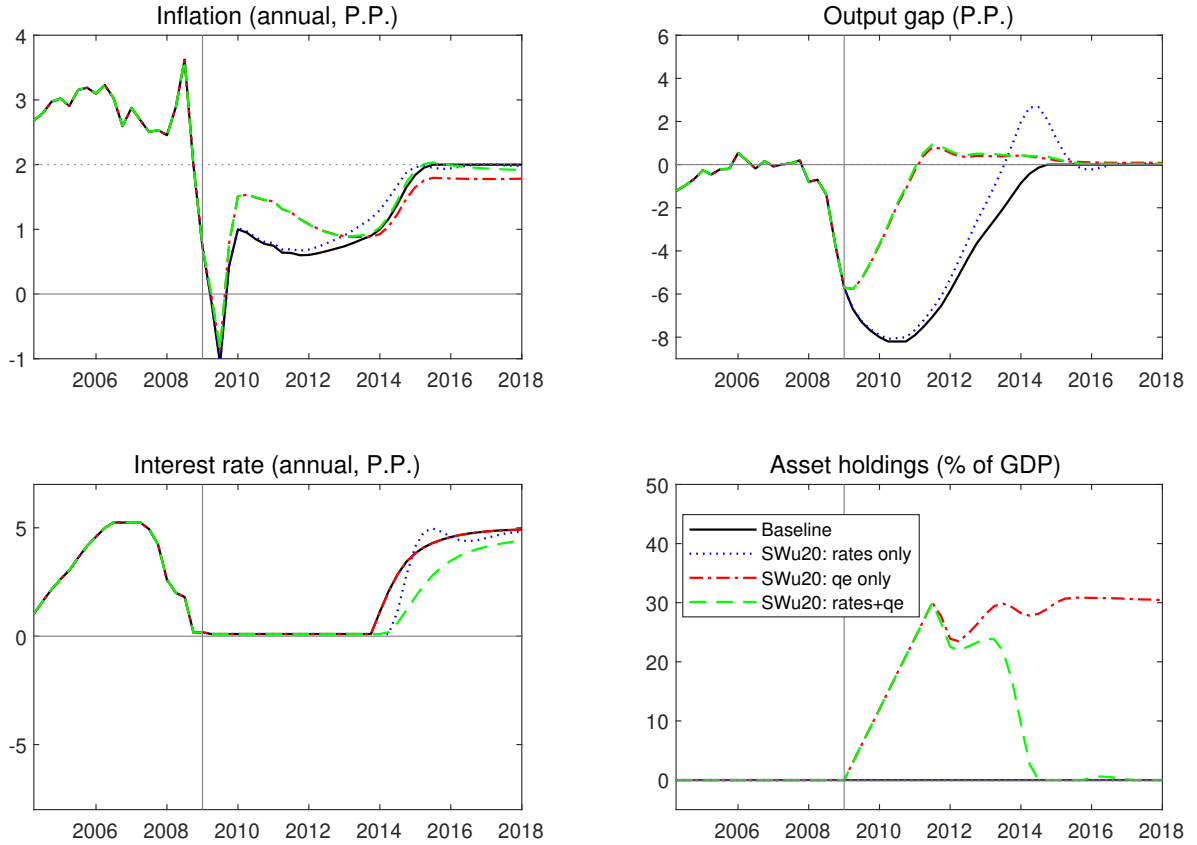 Inflation (annual, P.P.)
4
3
2
1
0
-1
2006 2008 2010 2012 2014 2016 2018
Output gap (P.P.)
6
4
2
0
-2
-4
-6
-8
2006 2008 2010 2012 2014 2016 2018
Interest rate (annual, P.P.)
5
0
-5
2006 2008 2010 2012 2014 2016 2018
Asset holdings (% of GDP)
50
40
30
20
10
0
Baseline
SWu20: rates only
SWu20: qe only
SWu20: rates+qe
2006 2008 2010 2012 2014 2016 2018